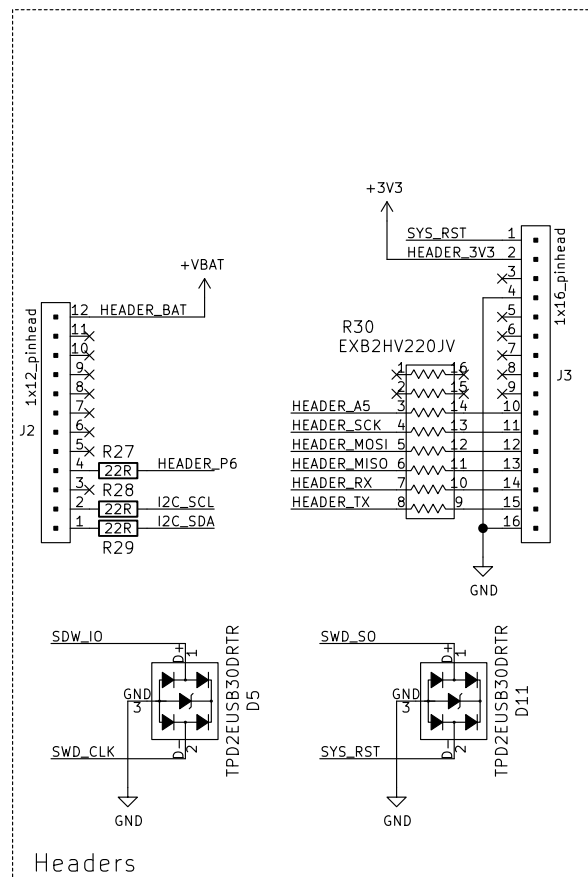 +3V3
SYS_RST 1
HEADER_3V3 2
3
4
5
6
7
8
9
10
11
12
13
14
15
16
1x16_pinhead
J3
GND
+VBAT
12 HEADER_BAT
11
10
9
8
7
6
5
4 22R HEADER_P6
3
2 22R I2C_SCL
1 22R I2C_SDA
1x12_pinhead
J2
R27
R28
R29
R30
EXB2HV220JV
1 16
2 15
HEADER_A5 3 14
HEADER_SCK 4 13
HEADER_MOSI 5 12
HEADER_MISO 6 11
HEADER_RX 7 10
HEADER_TX 8 9
SDW_IO
D+ 1
GND
3
SWD_CLK
D- 2
TPD2EUSB30DRTR
D5
GND
SWD_SO
D+ 1
GND
3
SYS_RST
D- 2
TPD2EUSB30DRTR
D11
GND
Headers